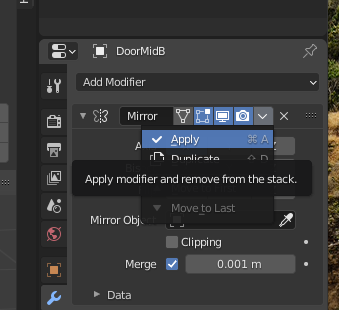 DoorMidB
Add Modifier
Mirror
Apply ⌘ A
Duplicate ⇧ D
Apply modifier and remove from the stack.
Move to Last
Mirror Object
Clipping
Merge 0.001 m
Data